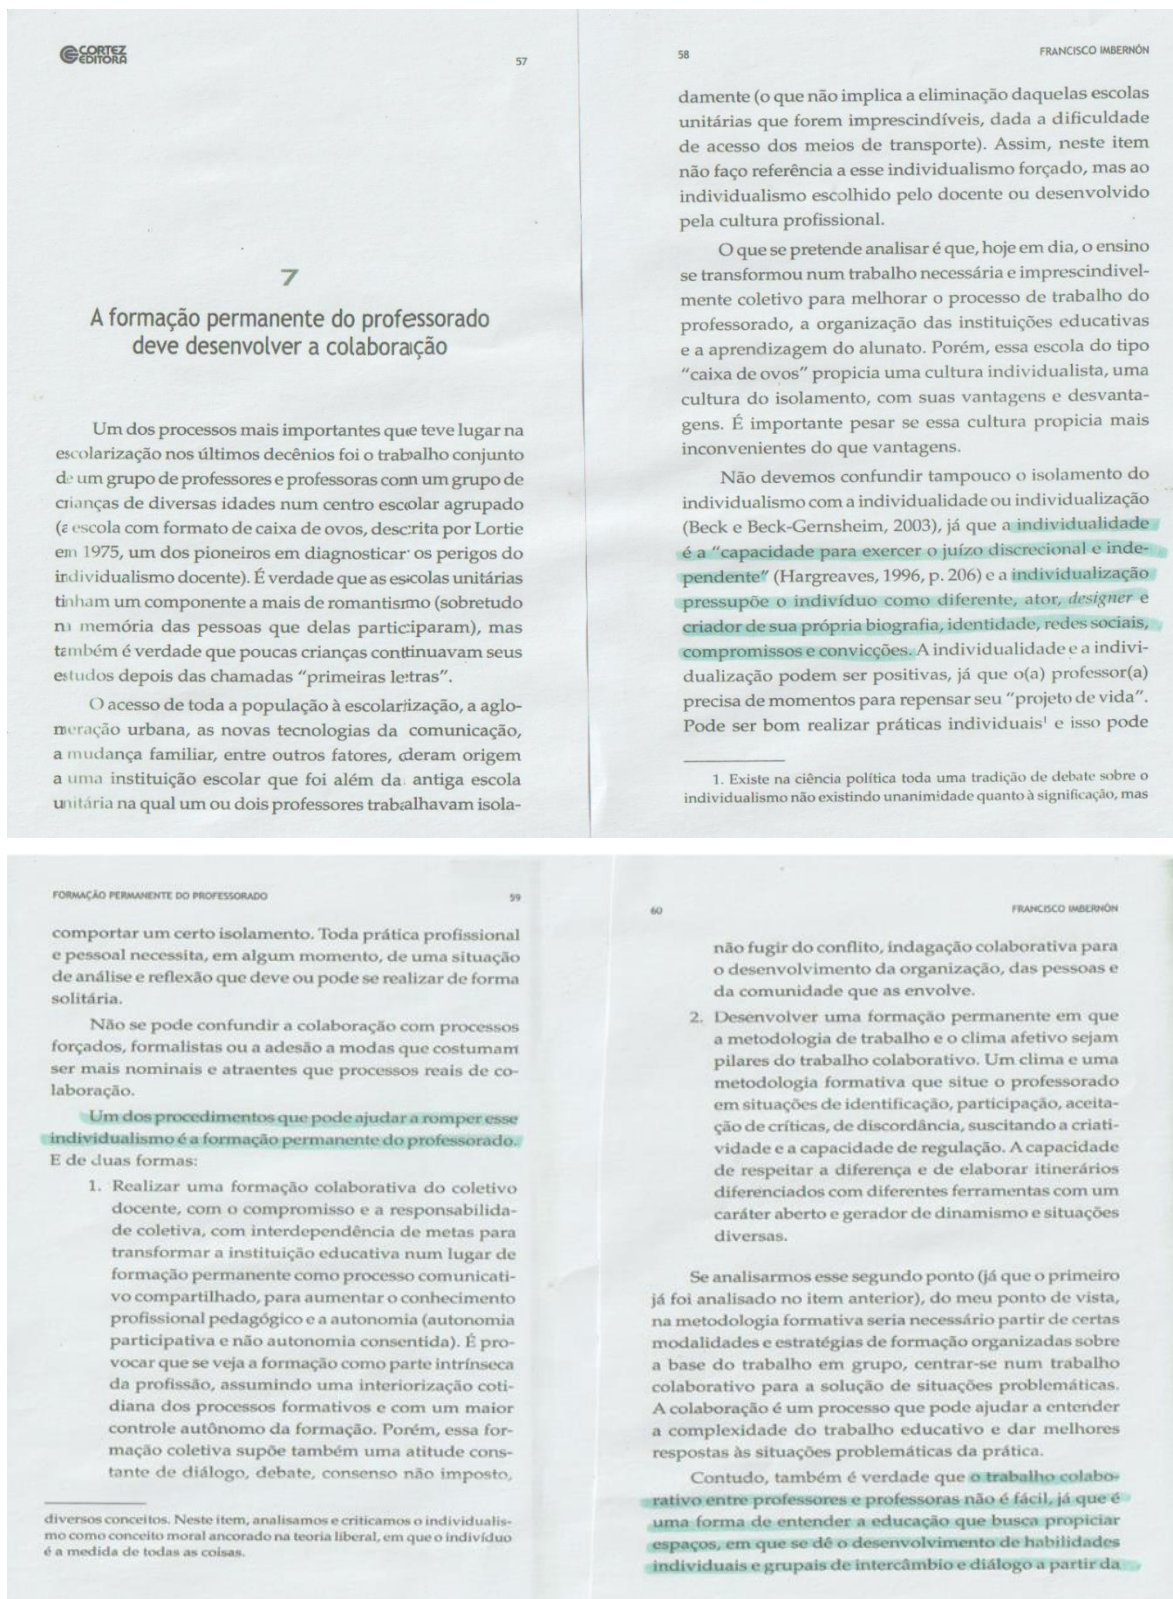 CORTEZ
EDITORA
57
7
A formação permanente do professorado
deve desenvolver a colaboração
Um dos processos mais importantes que teve lugar na
escolarização nos últimos decênios foi o trabalho conjunto
de um grupo de professores e professoras com um grupo de
crianças de diversas idades num centro escolar agrupado
(a escola com formato de caixa de ovos, descrita por Lortie
em 1975, um dos pioneiros em diagnosticar os perigos do
individualismo docente). É verdade que as escolas unitárias
tinham um componente a mais de romantismo (sobretudo
na memória das pessoas que delas participaram), mas
também é verdade que poucas crianças continuavam seus
estudos depois das chamadas "primeiras letras".
O acesso de toda a população à escolarização, a aglo-
meração urbana, as novas tecnologias da comunicação,
a mudança familiar, entre outros fatores, deram origem
a uma instituição escolar que foi além da antiga escola
unitária na qual um ou dois professores trabalhavam isola-
58
FRANCISCO IMBERNÓN
damente (o que não implica a eliminação daquelas escolas
unitárias que forem imprescindíveis, dada a dificuldade
de acesso dos meios de transporte). Assim, neste item
não faço referência a esse individualismo forçado, mas ao
individualismo escolhido pelo docente ou desenvolvido
pela cultura profissional.
O que se pretende analisar é que, hoje em dia, o ensino
se transformou num trabalho necessária e imprescindivel-
mente coletivo para melhorar o processo de trabalho do
professorado, a organização das instituições educativas
e a aprendizagem do alunato. Porém, essa escola do tipo
"caixa de ovos" propicia uma cultura individualista, uma
cultura do isolamento, com suas vantagens e desvanta-
gens. É importante pesar se essa cultura propicia mais
inconvenientes do que vantagens.
Não devemos confundir tampouco o isolamento do
individualismo com a individualidade ou individualização
(Beck e Beck-Gernsheim, 2003), já que a individualidade
é a "capacidade para exercer o juízo discrecional e inde-
pendente" (Hargreaves, 1996, p. 206) e a individualização
pressupõe o indivíduo como diferente, ator, designer e
criador de sua própria biografia, identidade, redes sociais,
compromissos e convicções. A individualidade e a indivi-
dualização podem ser positivas, já que o(a) professor(a)
precisa de momentos para repensar seu "projeto de vida".
Pode ser bom realizar práticas individuais¹ e isso pode
1. Existe na ciência política toda uma tradição de debate sobre o
individualismo não existindo unanimidade quanto à significação, mas
FORMAÇÃO PERMANENTE DO PROFESSORADO
59
comportar um certo isolamento. Toda prática profissional
e pessoal necessita, em algum momento, de uma situação
de análise e reflexão que deve ou pode se realizar de forma
solitária.
Não se pode confundir a colaboração com processos
forçados, formalistas ou a adesão a modas que costumam
ser mais nominais e atraentes que processos reais de co-
laboração.
Um dos procedimentos que pode ajudar a romper esse
individualismo é a formação permanente do professorado.
E de duas formas:
1. Realizar uma formação colaborativa do coletivo
docente, com o compromisso e a responsabilida-
de coletiva, com interdependência de metas para
transformar a instituição educativa num lugar de
formação permanente como processo comunicati-
vo compartilhado, para aumentar o conhecimento
profissional pedagógico e a autonomia (autonomia
participativa e não autonomia consentida). É pro-
vocar que se veja a formação como parte intrínseca
da profissão, assumindo uma interiorização coti-
diana dos processos formativos e com um maior
controle autônomo da formação. Porém, essa for-
mação coletiva supõe também uma atitude cons-
tante de diálogo, debate, consenso não imposto,
diversos conceitos. Neste item, analisamos e criticamos o individualis-
mo como conceito moral ancorado na teoria liberal, em que o indivíduo
é a medida de todas as coisas.
60
FRANCISCO IMBERNÓN
não fugir do conflito, indagação colaborativa para
o desenvolvimento da organização, das pessoas e
da comunidade que as envolve.
2. Desenvolver uma formação permanente em que
a metodologia de trabalho e o clima afetivo sejam
pilares do trabalho colaborativo. Um clima e uma
metodologia formativa que situe o professorado
em situações de identificação, participação, aceita-
ção de críticas, de discordância, suscitando a criati-
vidade e a capacidade de regulação. A capacidade
de respeitar a diferença e de elaborar itinerários
diferenciados com diferentes ferramentas com um
caráter aberto e gerador de dinamismo e situações
diversas.
Se analisarmos esse segundo ponto (já que o primeiro
já foi analisado no item anterior), do meu ponto de vista,
na metodologia formativa seria necessário partir de certas
modalidades e estratégias de formação organizadas sobre
a base do trabalho em grupo, centrar-se num trabalho
colaborativo para a solução de situações problemáticas.
A colaboração é um processo que pode ajudar a entender
a complexidade do trabalho educativo e dar melhores
respostas às situações problemáticas da prática.
Contudo, também é verdade que o trabalho colabo-
rativo entre professores e professoras não é fácil, já que é
uma forma de entender a educação que busca propiciar
espaços, em que se dê o desenvolvimento de habilidades
individuais e grupais de intercâmbio e diálogo a partir da